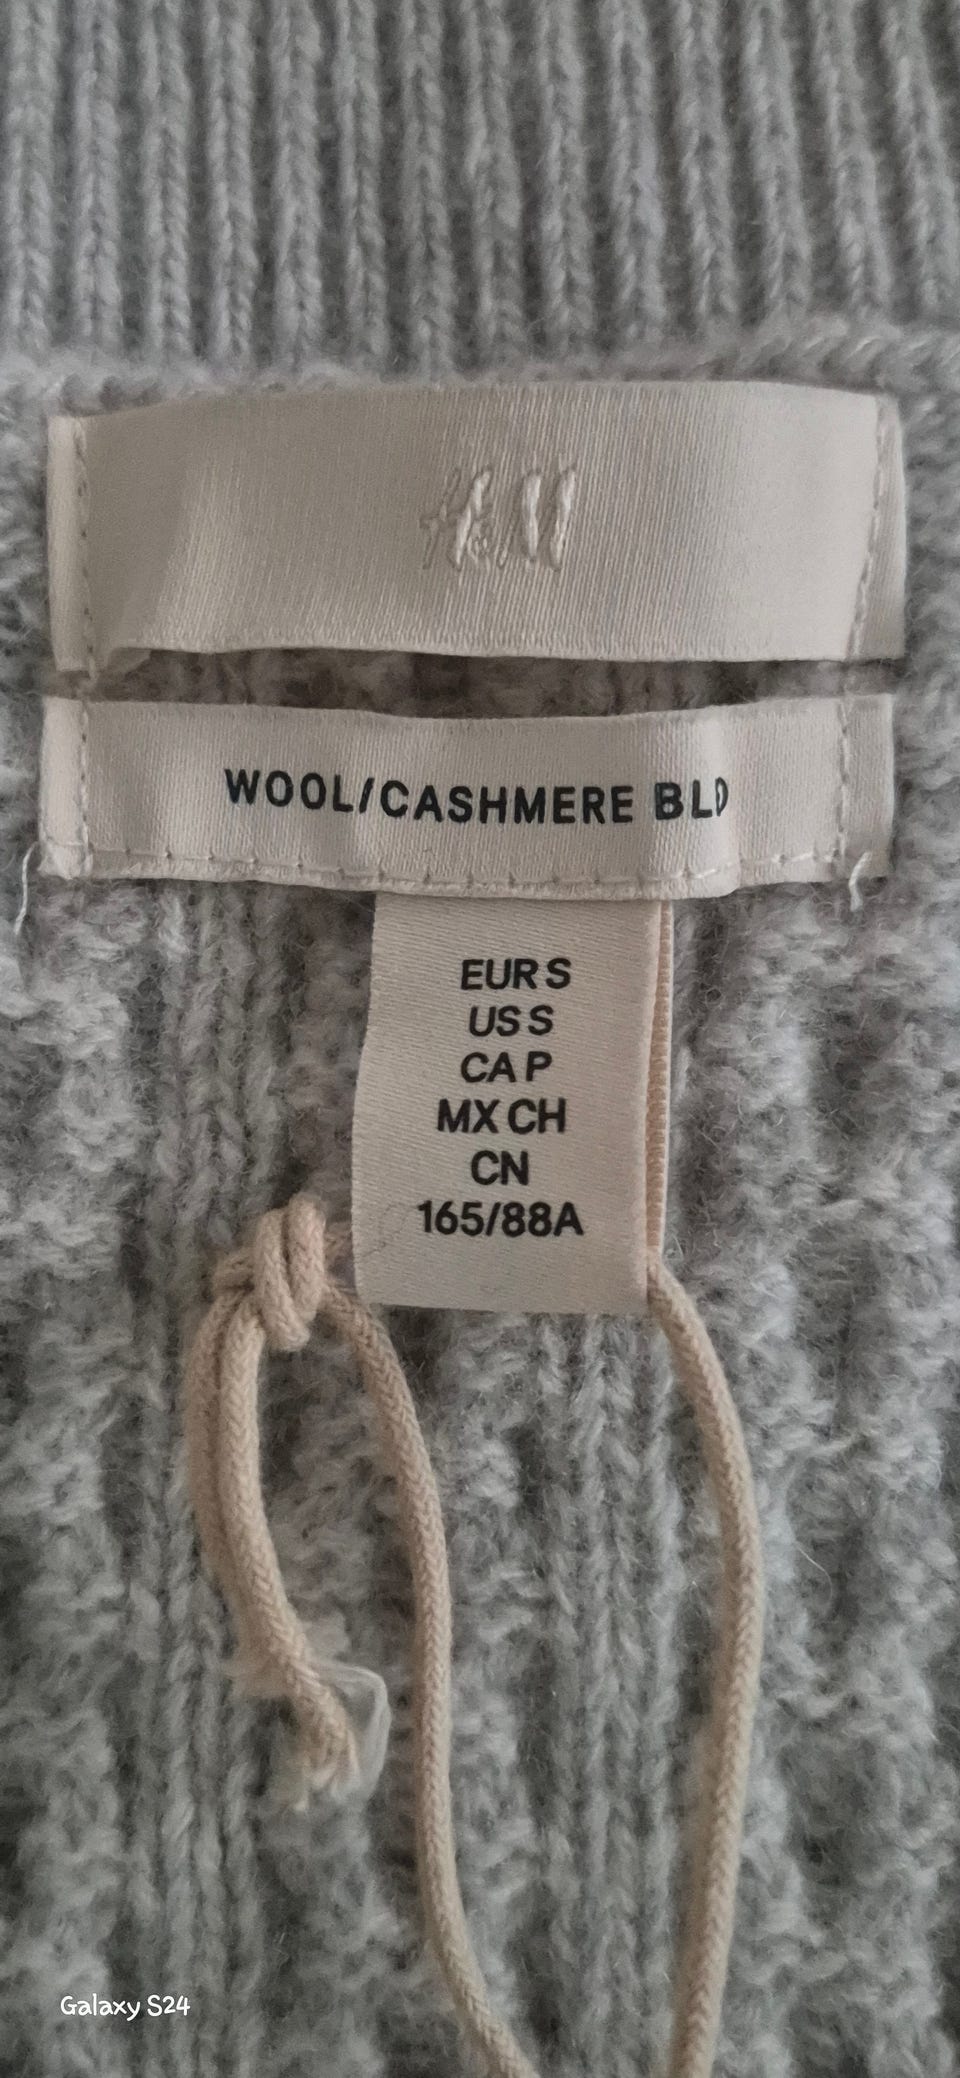 H&M
WOOL/CASHMERE BLD
EUR S
US S
CA P
MX CH
CN
165/88A
Galaxy S24